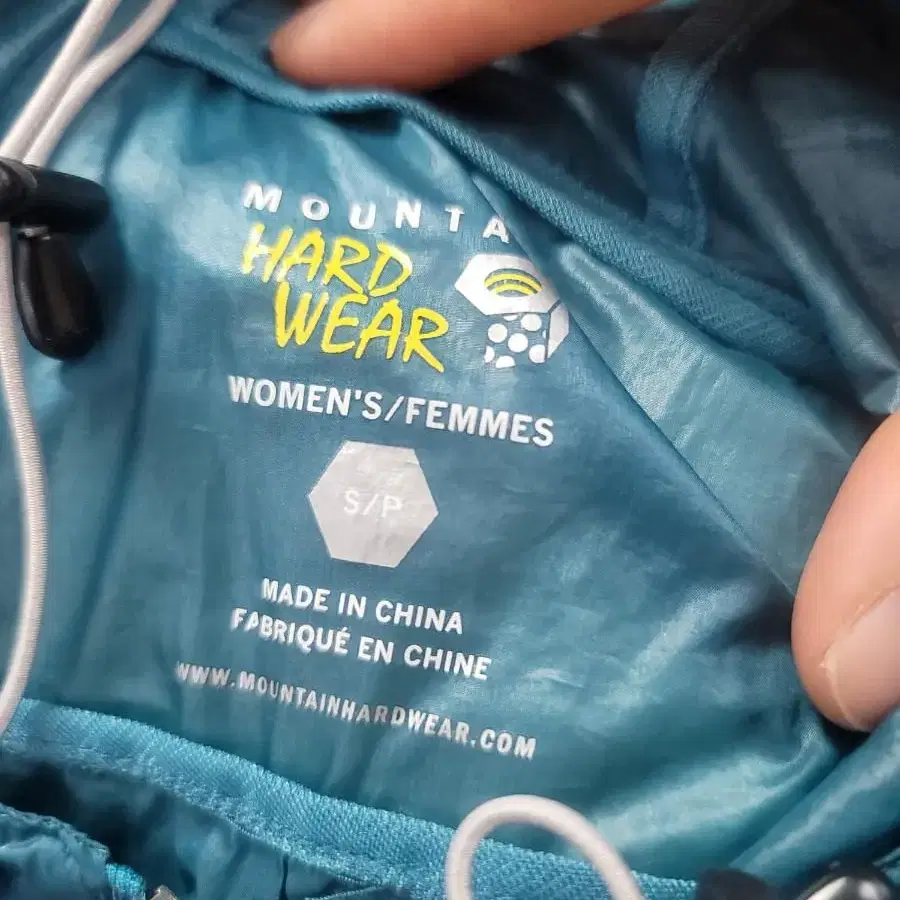 MOUNTA
HARD
WEAR
WOMEN'S/FEMMES
S/P
MADE IN CHINA
FABRIQUÉ EN CHINE
WWW.MOUNTAINHARDWEAR.COM